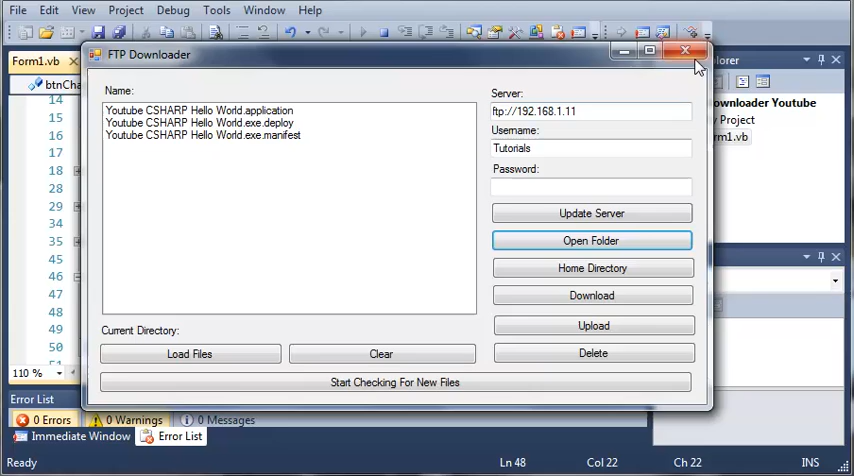 File Edit View Project Debug Tools Window Help
Form1.vb
FTP Downloader
plorer
btnCha
14
16
18
28
29
34
35
45
46
47
48
49
50
51
Name:
Youtube CSHARP Hello World.application
Youtube CSHARP Hello World.exe.deploy
Youtube CSHARP Hello World.exe.manifest
Server:
ftp://192.168.1.11
Username:
Tutorials
Password:
Update Server
Open Folder
Home Directory
Download
Upload
Delete
Current Directory:
Load Files
Clear
Start Checking For New Files
ownloader Youtube
y Project
rm1.vb
110 %
Error List
0 Errors
0 Warnings
0 Messages
Immediate Window
Error List
Ready
Ln 48
Col 22
Ch 22
INS